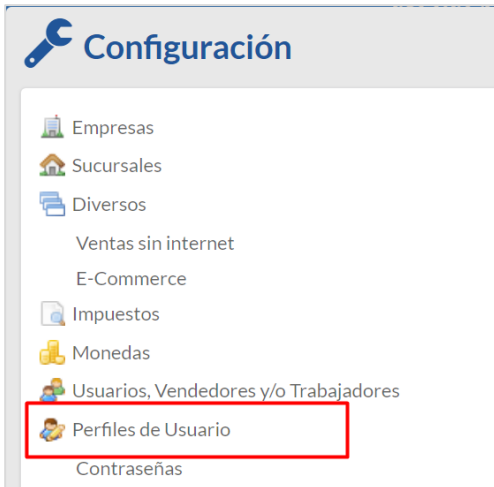 Configuración
Empresas
Sucursales
Diversos
Ventas sin internet
E-Commerce
Impuestos
Monedas
Usuarios, Vendedores y/o Trabajadores
Perfiles de Usuario
Contraseñas